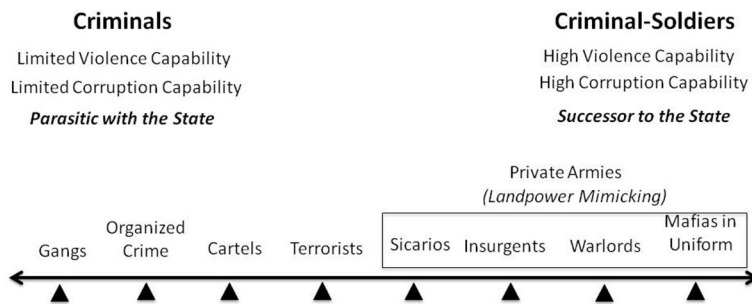 Criminals
Limited Violence Capability
Limited Corruption Capability
Parasitic with the State
Criminal-Soldiers
High Violence Capability
High Corruption Capability
Successor to the State
Private Armies
(Landpower Mimicking)
Gangs
Organized
Crime
Cartels
Terrorists
Sicarios
Insurgents
Warlords
Mafias in
Uniform